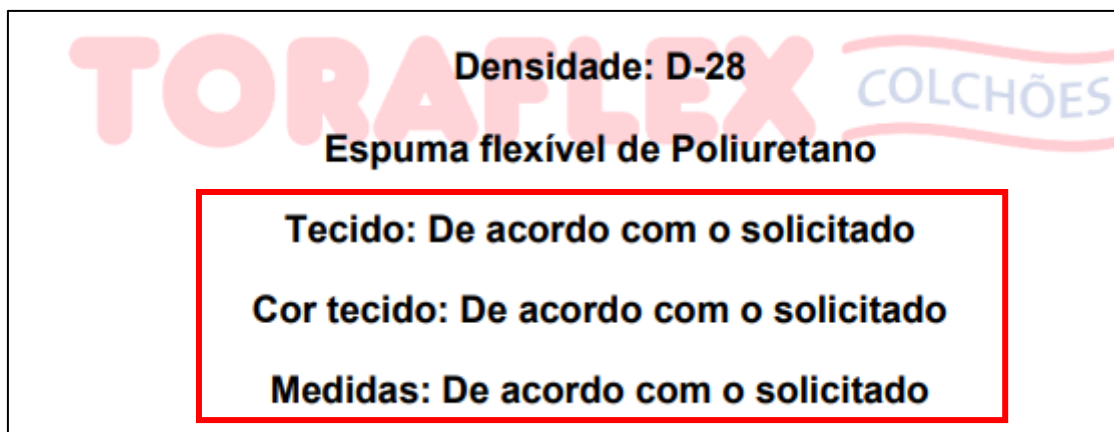 TORAFLEX COLCHÕES
Densidade: D-28
Espuma flexível de Poliuretano
Tecido: De acordo com o solicitado
Cor tecido: De acordo com o solicitado
Medidas: De acordo com o solicitado